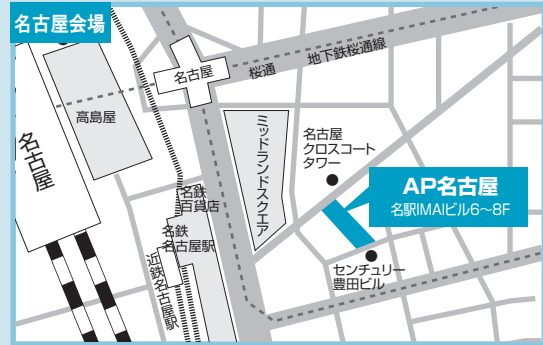 名古屋会場
名古屋
桜通
地下鉄桜通線
高島屋
名古屋
ミッドランドスクエア
名古屋
クロスコート
タワー
AP名古屋
名駅IMAIビル6〜8F
名鉄
百貨店
名鉄
名古屋駅
近鉄名古屋駅
センチュリー
豊田ビル